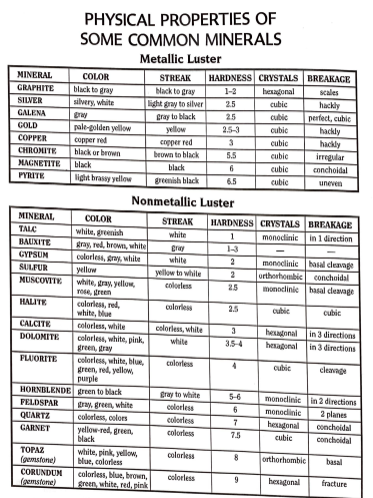 PHYSICAL PROPERTIES OF
SOME COMMON MINERALS
Metallic Luster
MINERAL COLOR STREAK HARDNESS CRYSTALS BREAKAGE
GRAPHITE black to gray black to gray 1–2 hexagonal scales
SILVER silvery, white light gray to silver 2.5 cubic hackly
GALENA gray gray to black 2.5 cubic perfect, cubic
GOLD pale-golden yellow yellow 2.5–3 cubic hackly
COPPER copper red copper red 3 cubic hackly
CHROMITE black or brown brown to black 5.5 cubic irregular
MAGNETITE black black 6 cubic conchoidal
PYRITE light brassy yellow greenish black 6.5 cubic uneven
Nonmetallic Luster
MINERAL COLOR STREAK HARDNESS CRYSTALS BREAKAGE
TALC white, greenish white 1 monoclinic in 1 direction
BAUXITE gray, red, brown, white gray 1–3 — —
GYPSUM colorless, gray, white white 2 monoclinic basal cleavage
SULFUR yellow yellow to white 2 orthorhombic conchoidal
MUSCOVITE white, gray, yellow, colorless 2.5 monoclinic basal cleavage
rose, green
HALITE colorless, red, colorless 2.5 cubic cubic
white, blue
CALCITE colorless, white colorless, white 3 hexagonal in 3 directions
DOLOMITE colorless, white, pink, white 3.5–4 hexagonal in 3 directions
green, gray
FLUORITE colorless, white, blue, colorless 4 cubic cleavage
green, red, yellow,
purple
HORNBLENDE green to black gray to white 5–6 monoclinic in 2 directions
FELDSPAR gray, green, white colorless 6 monoclinic 2 planes
QUARTZ colorless, colors colorless 7 hexagonal conchoidal
GARNET yellow-red, green, colorless 7.5 cubic conchoidal
black
TOPAZ white, pink, yellow, colorless 8 orthorhombic basal
(gemstone) blue, colorless
CORUNDUM colorless, blue, brown, colorless 9 hexagonal fracture
(gemstone) green, white, red, pink